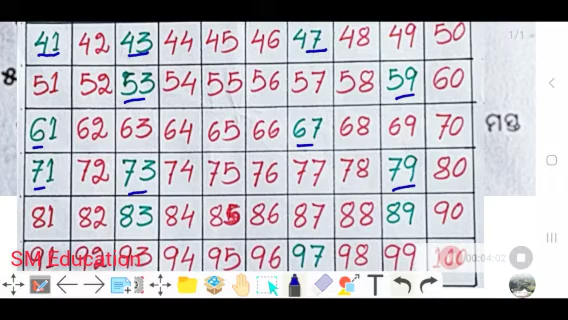 41 42 43 44 45 46 47 48 49 50
1/1
51 52 53 54 55 56 57 58 59 60
61 62 63 64 65 66 67 68 69 70
71 72 73 74 75 76 77 78 79 80
81 82 83 84 85 86 87 88 89 90
91 92 93 94 95 96 97 98 99 100
SM Education
00:04:02
T